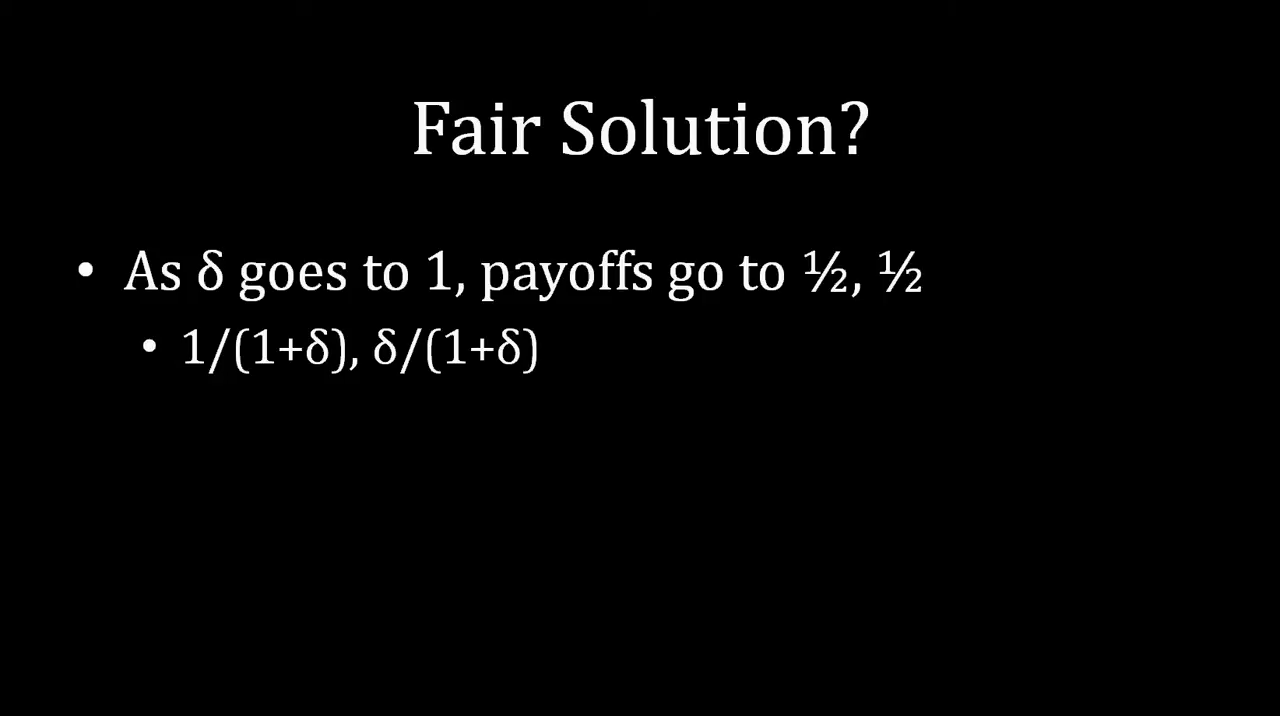 Fair Solution?
• As δ goes to 1, payoffs go to ½, ½
• 1/(1+δ), δ/(1+δ)